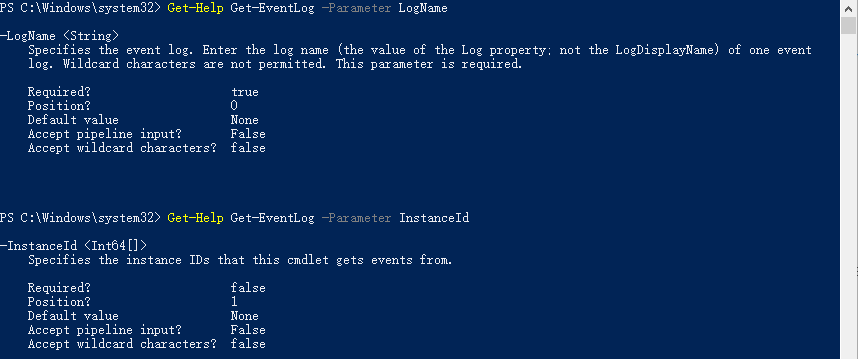 PS C:\Windows\system32> Get-Help Get-EventLog -Parameter LogName
-LogName <String>
Specifies the event log. Enter the log name (the value of the Log property; not the LogDisplayName) of one event
log. Wildcard characters are not permitted. This parameter is required.
Required? true
Position? 0
Default value None
Accept pipeline input? False
Accept wildcard characters? false
PS C:\Windows\system32> Get-Help Get-EventLog -Parameter InstanceId
-InstanceId <Int64[]>
Specifies the instance IDs that this cmdlet gets events from.
Required? false
Position? 1
Default value None
Accept pipeline input? False
Accept wildcard characters? false